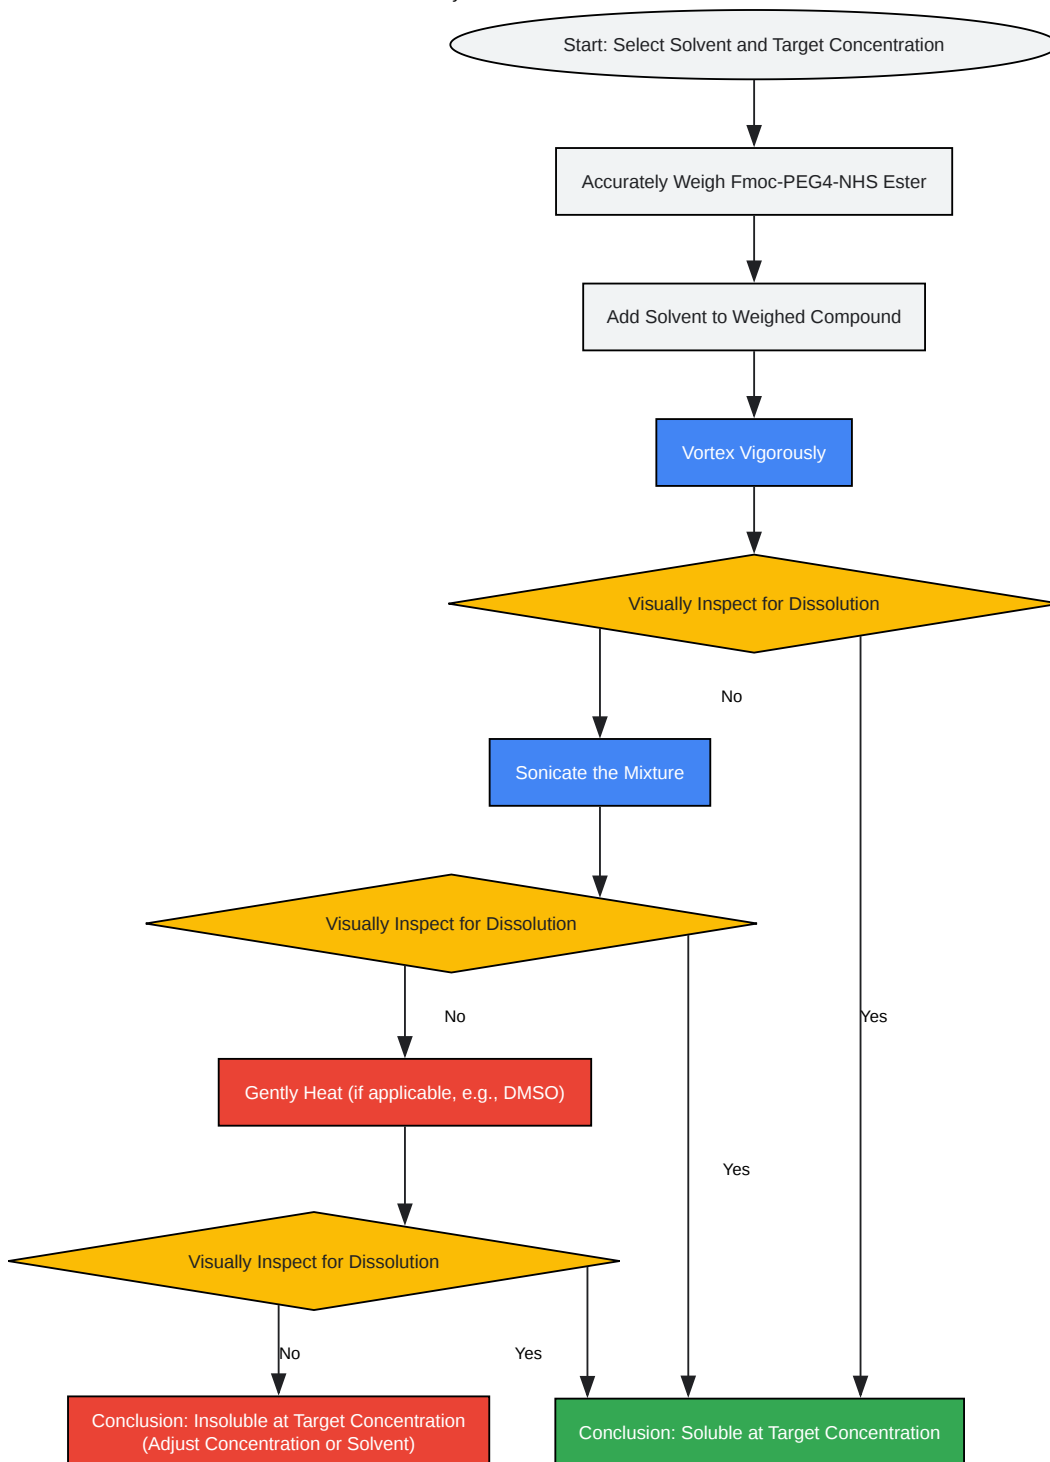 Start: Select Solvent and Target Concentration
Accurately Weigh Fmoc-PEG4-NHS Ester
Add Solvent to Weighed Compound
Vortex Vigorously
Visually Inspect for Dissolution
No
Sonicate the Mixture
Visually Inspect for Dissolution
No
Yes
Gently Heat (if applicable, e.g., DMSO)
Yes
Visually Inspect for Dissolution
No
Yes
Conclusion: Insoluble at Target Concentration
(Adjust Concentration or Solvent)
Conclusion: Soluble at Target Concentration